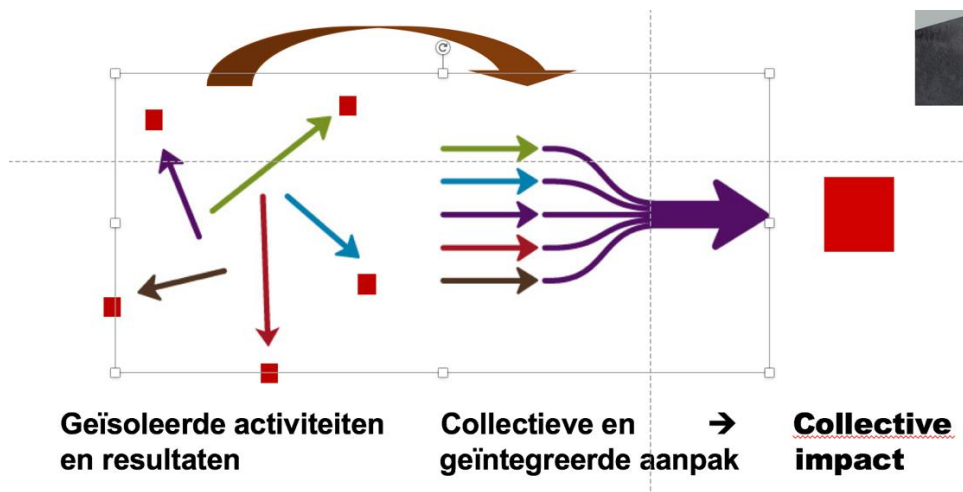 Geïsoleerde activiteiten
en resultaten
Collectieve en ➔
geïntegreerde aanpak
Collective
impact